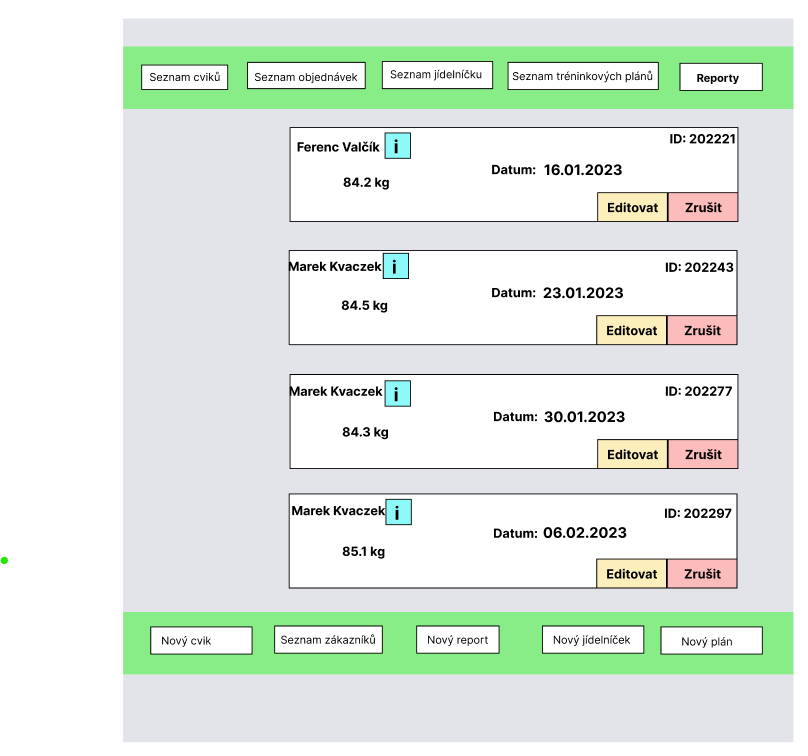 Seznam cviků
Seznam objednávek
Seznam jídelníčku
Seznam tréninkových plánů
Reporty
Ferenc Valčík i
ID: 202221
84.2 kg
Datum: 16.01.2023
Editovat
Zrušit
Marek Kvaczek i
ID: 202243
84.5 kg
Datum: 23.01.2023
Editovat
Zrušit
Marek Kvaczek i
ID: 202277
84.3 kg
Datum: 30.01.2023
Editovat
Zrušit
Marek Kvaczek i
ID: 202297
85.1 kg
Datum: 06.02.2023
Editovat
Zrušit
Nový cvik
Seznam zákazníků
Nový report
Nový jídelníček
Nový plán